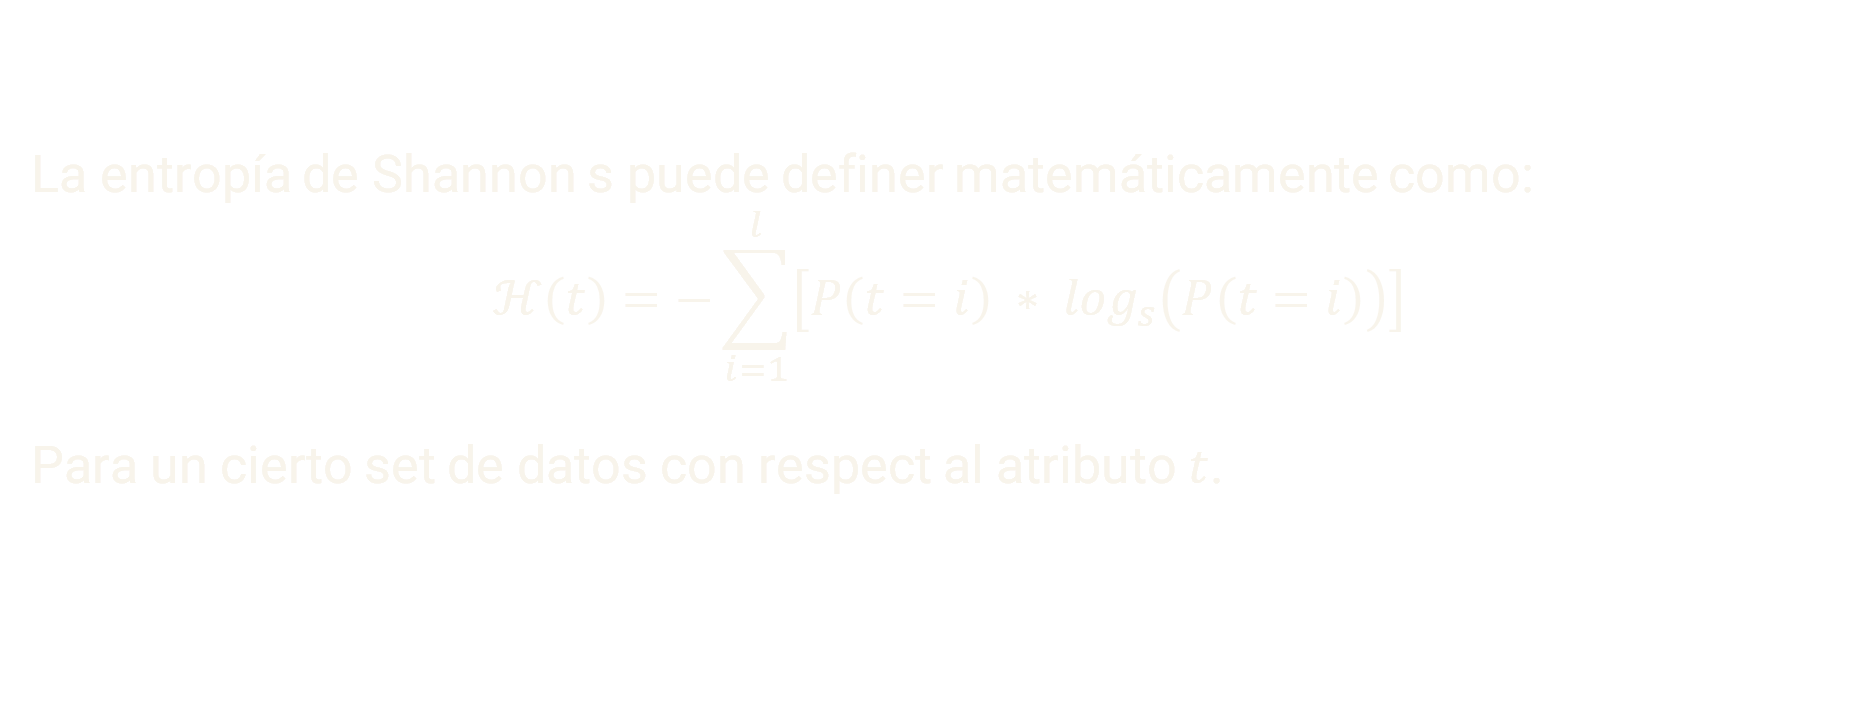 La entropía de Shannon s puede definer matemáticamente como:
ℋ(t) = − ∑_{i=1}^{l} [P(t = i) * log_s(P(t = i))]
Para un cierto set de datos con respect al atributo t.